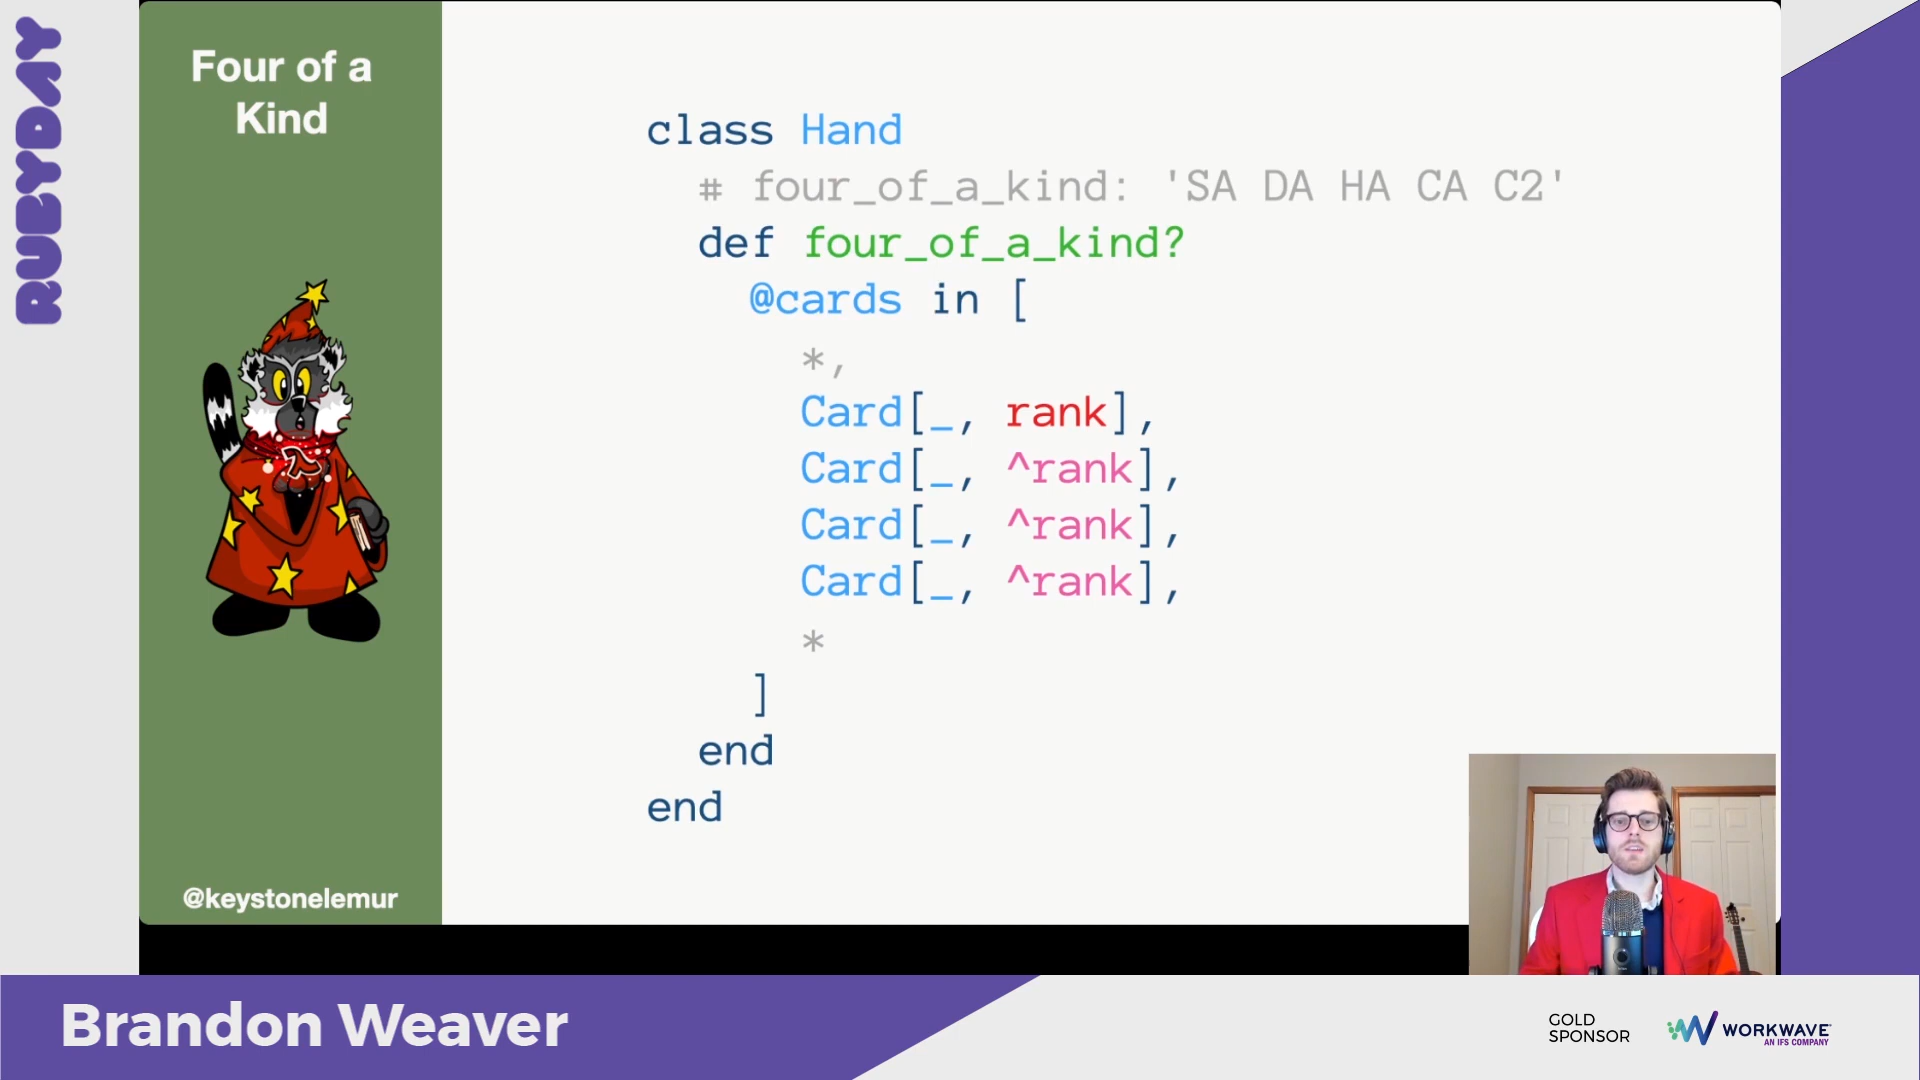 RUBYDAY
Four of a
Kind
class Hand
# four_of_a_kind: 'SA DA HA CA C2'
def four_of_a_kind?
@cards in [
*,
Card[_, rank],
Card[_, ^rank],
Card[_, ^rank],
Card[_, ^rank],
*
]
end
end
@keystonelemur
Brandon Weaver
GOLD
SPONSOR
WORKWAVE
AN IFS COMPANY